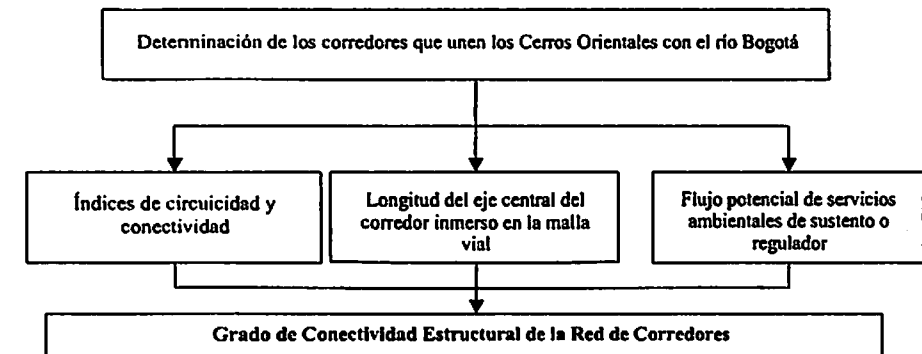 Determinación de los corredores que unen los Cerros Orientales con el río Bogotá
Índices de circuicidad y
conectividad
Longitud del eje central del
corredor inmerso en la malla
vial
Flujo potencial de servicios
ambientales de sustento o
regulador
Grado de Conectividad Estructural de la Red de Corredores